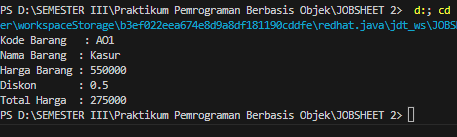 PS D:\SEMESTER III\Praktikum Pemrograman Berbasis Objek\JOBSHEET 2>  d:; cd
er\workspaceStorage\b3ef022eea674e8d9a8df181190cddfe\redhat.java\jdt_ws\JOBS
Kode Barang   : AO1
Nama Barang  : Kasur
Harga Barang : 550000
Diskon       : 0.5
Total Harga  : 275000
PS D:\SEMESTER III\Praktikum Pemrograman Berbasis Objek\JOBSHEET 2>